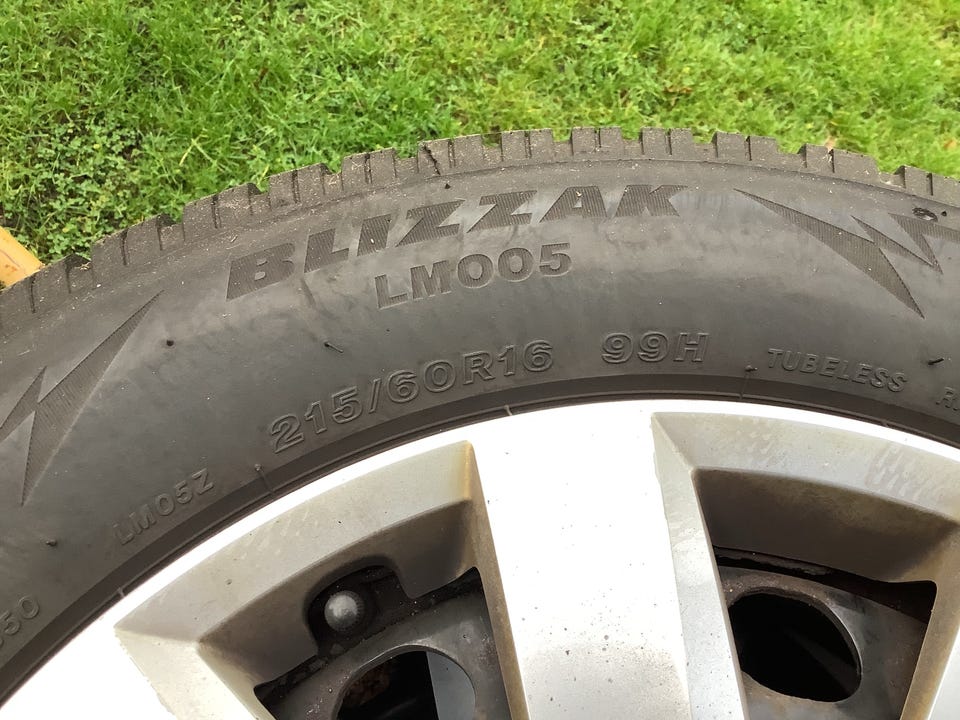 BLIZZAK
LM005
215/60R16 99H TUBELESS
LM05Z